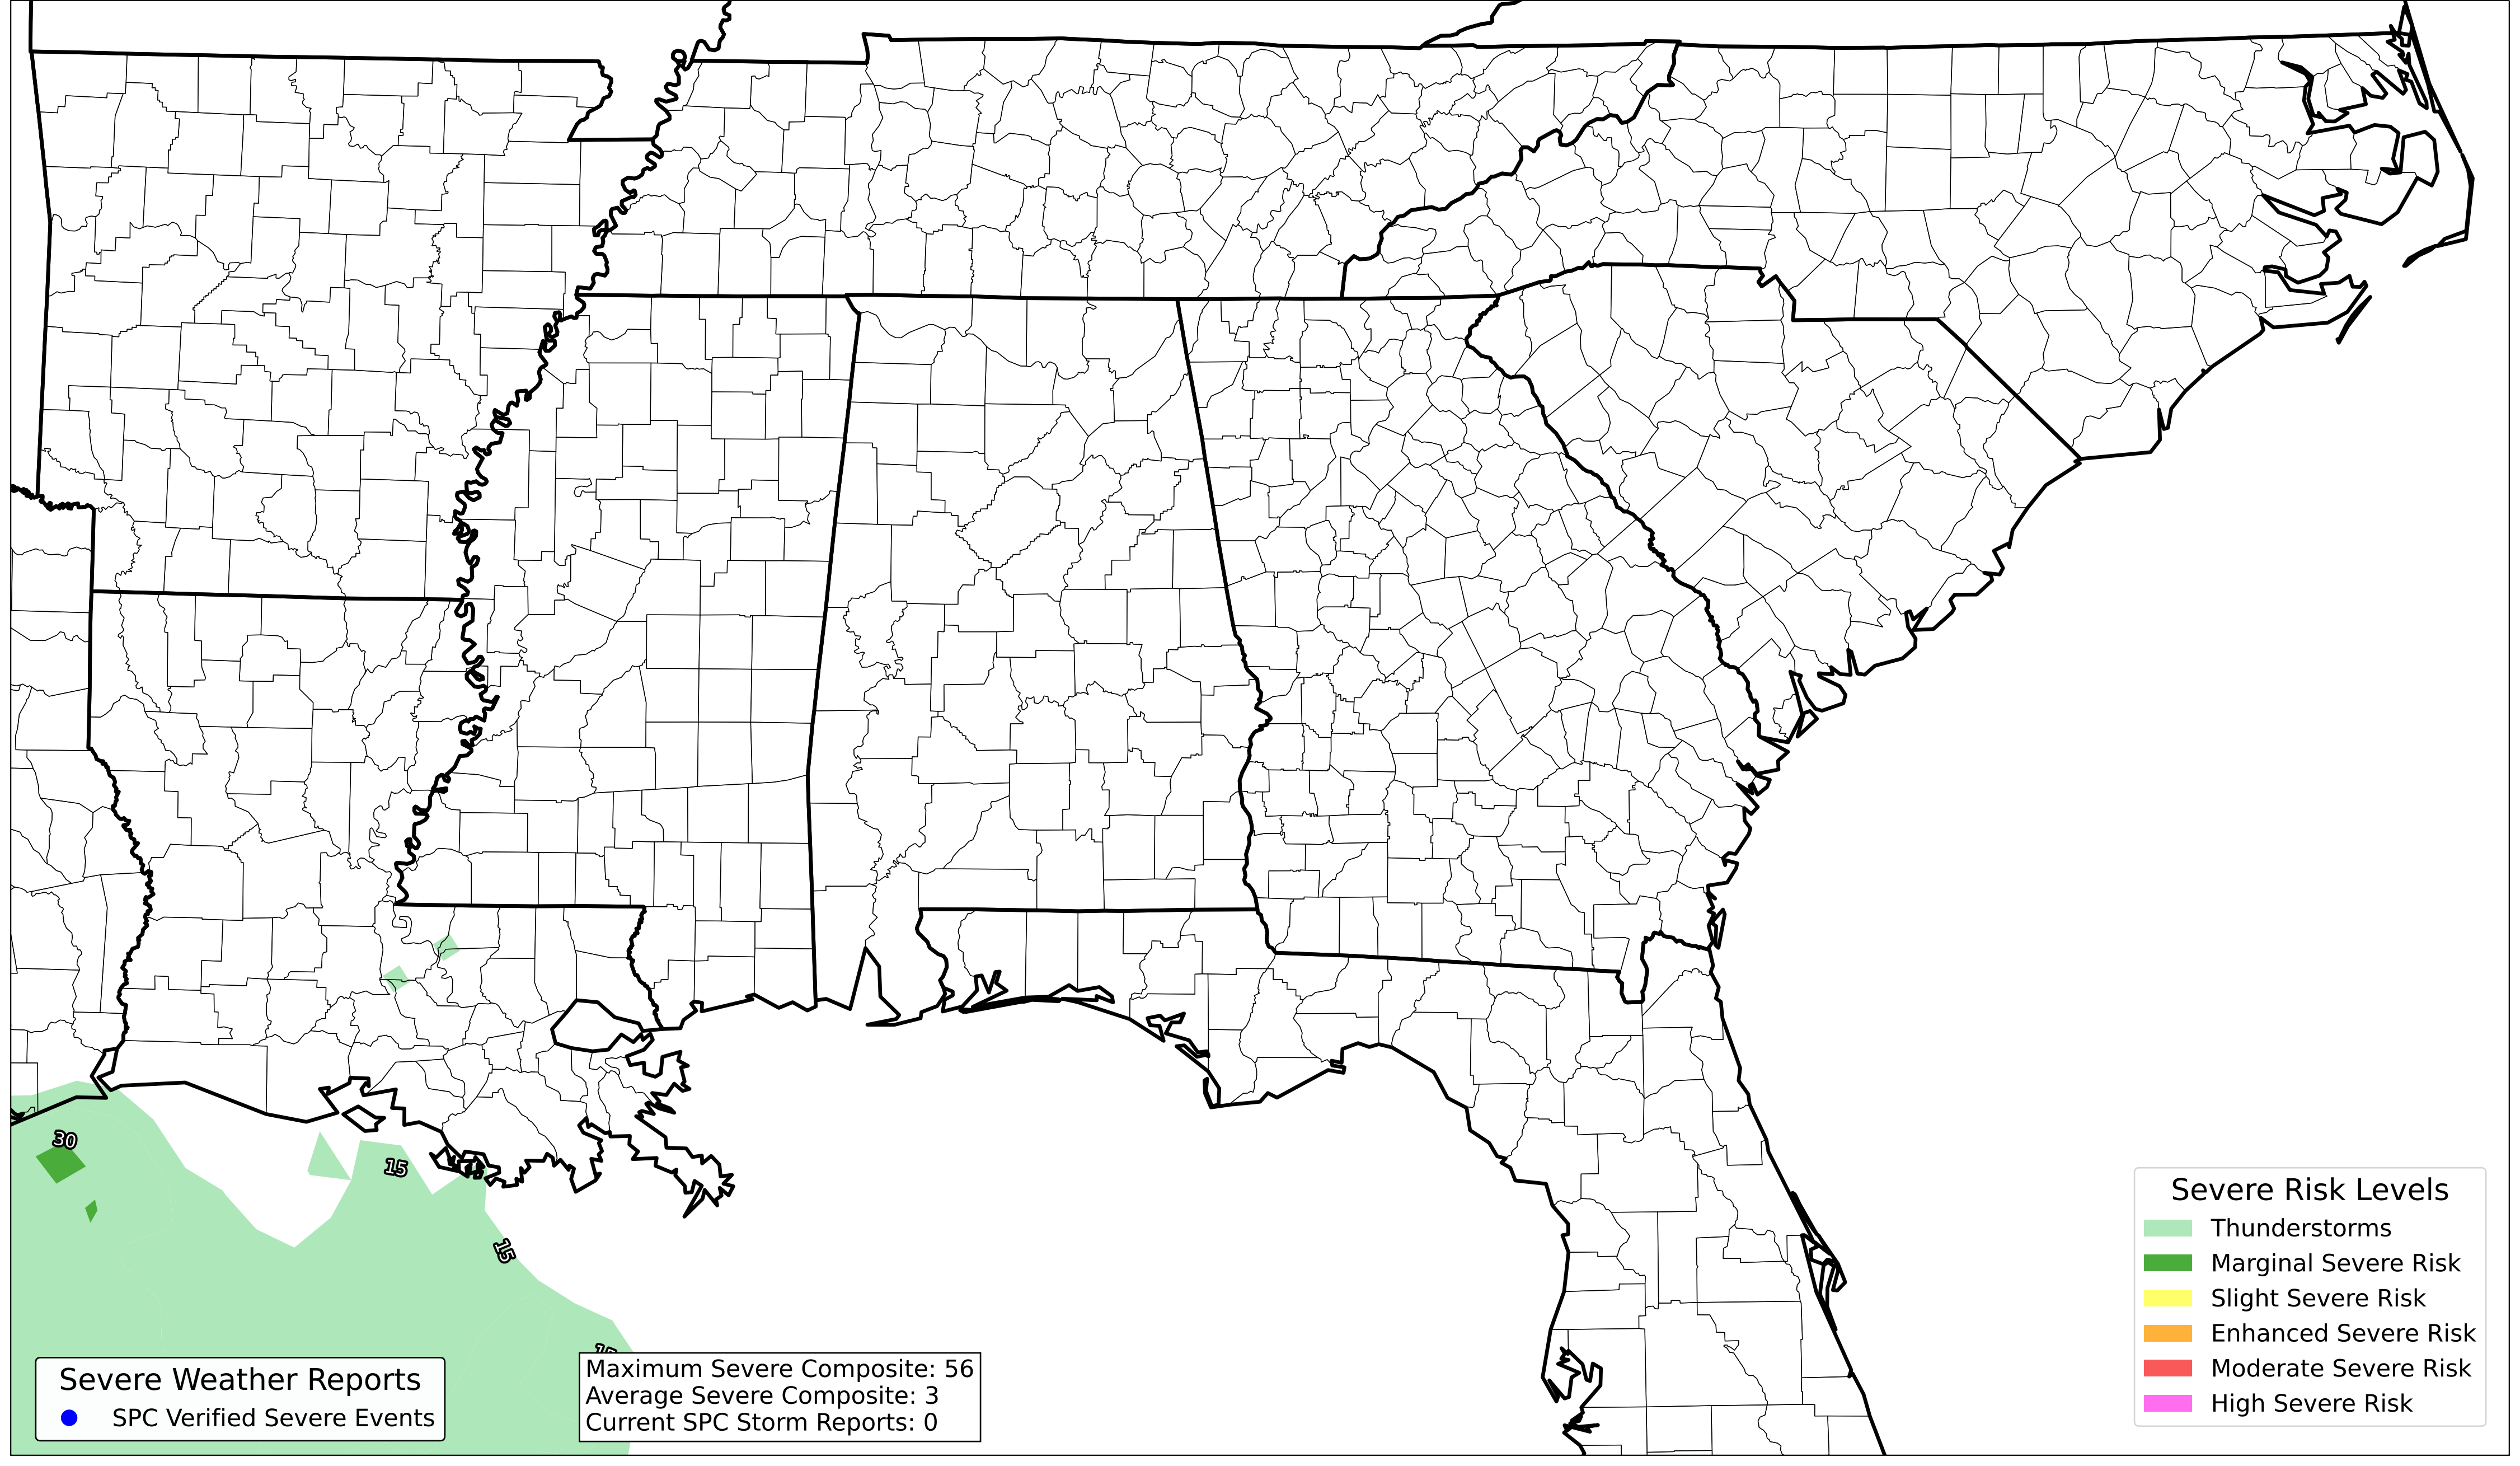 30
15
15
Severe Risk Levels
Thunderstorms
Marginal Severe Risk
Slight Severe Risk
Enhanced Severe Risk
Moderate Severe Risk
High Severe Risk
Severe Weather Reports
SPC Verified Severe Events
Maximum Severe Composite: 56
Average Severe Composite: 3
Current SPC Storm Reports: 0